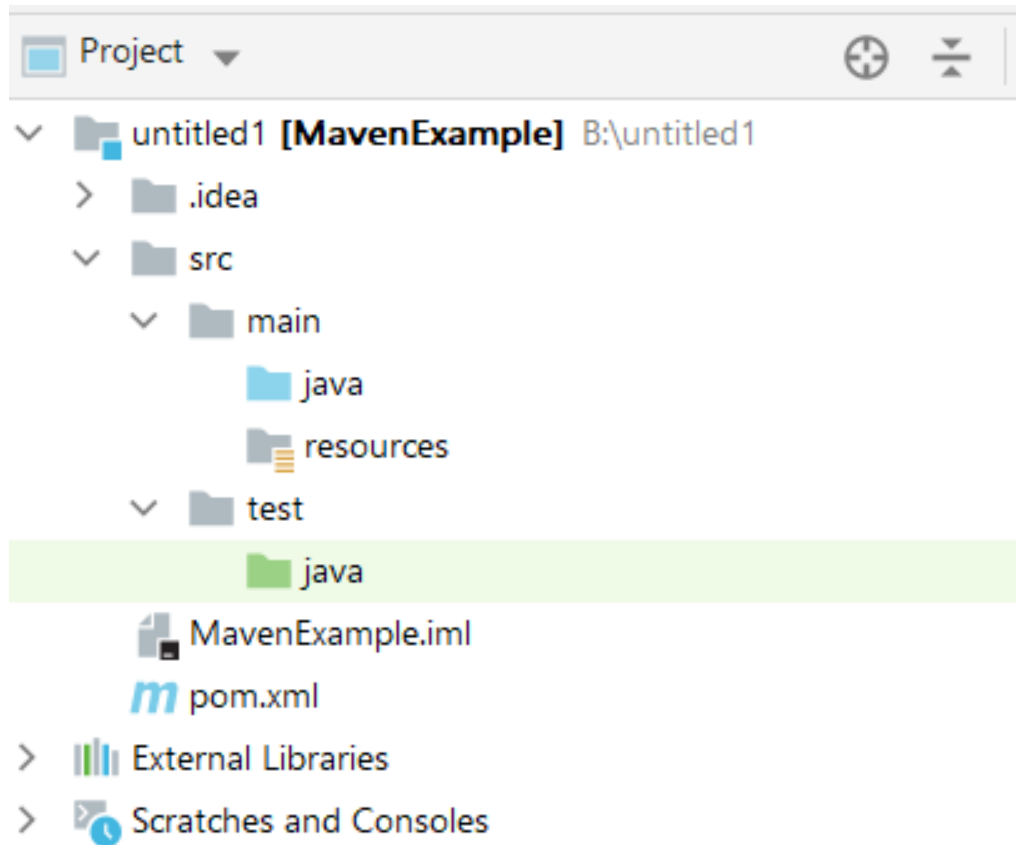 Project
untitled1 [MavenExample] B:\untitled1
.idea
src
main
java
resources
test
java
MavenExample.iml
pom.xml
External Libraries
Scratches and Consoles